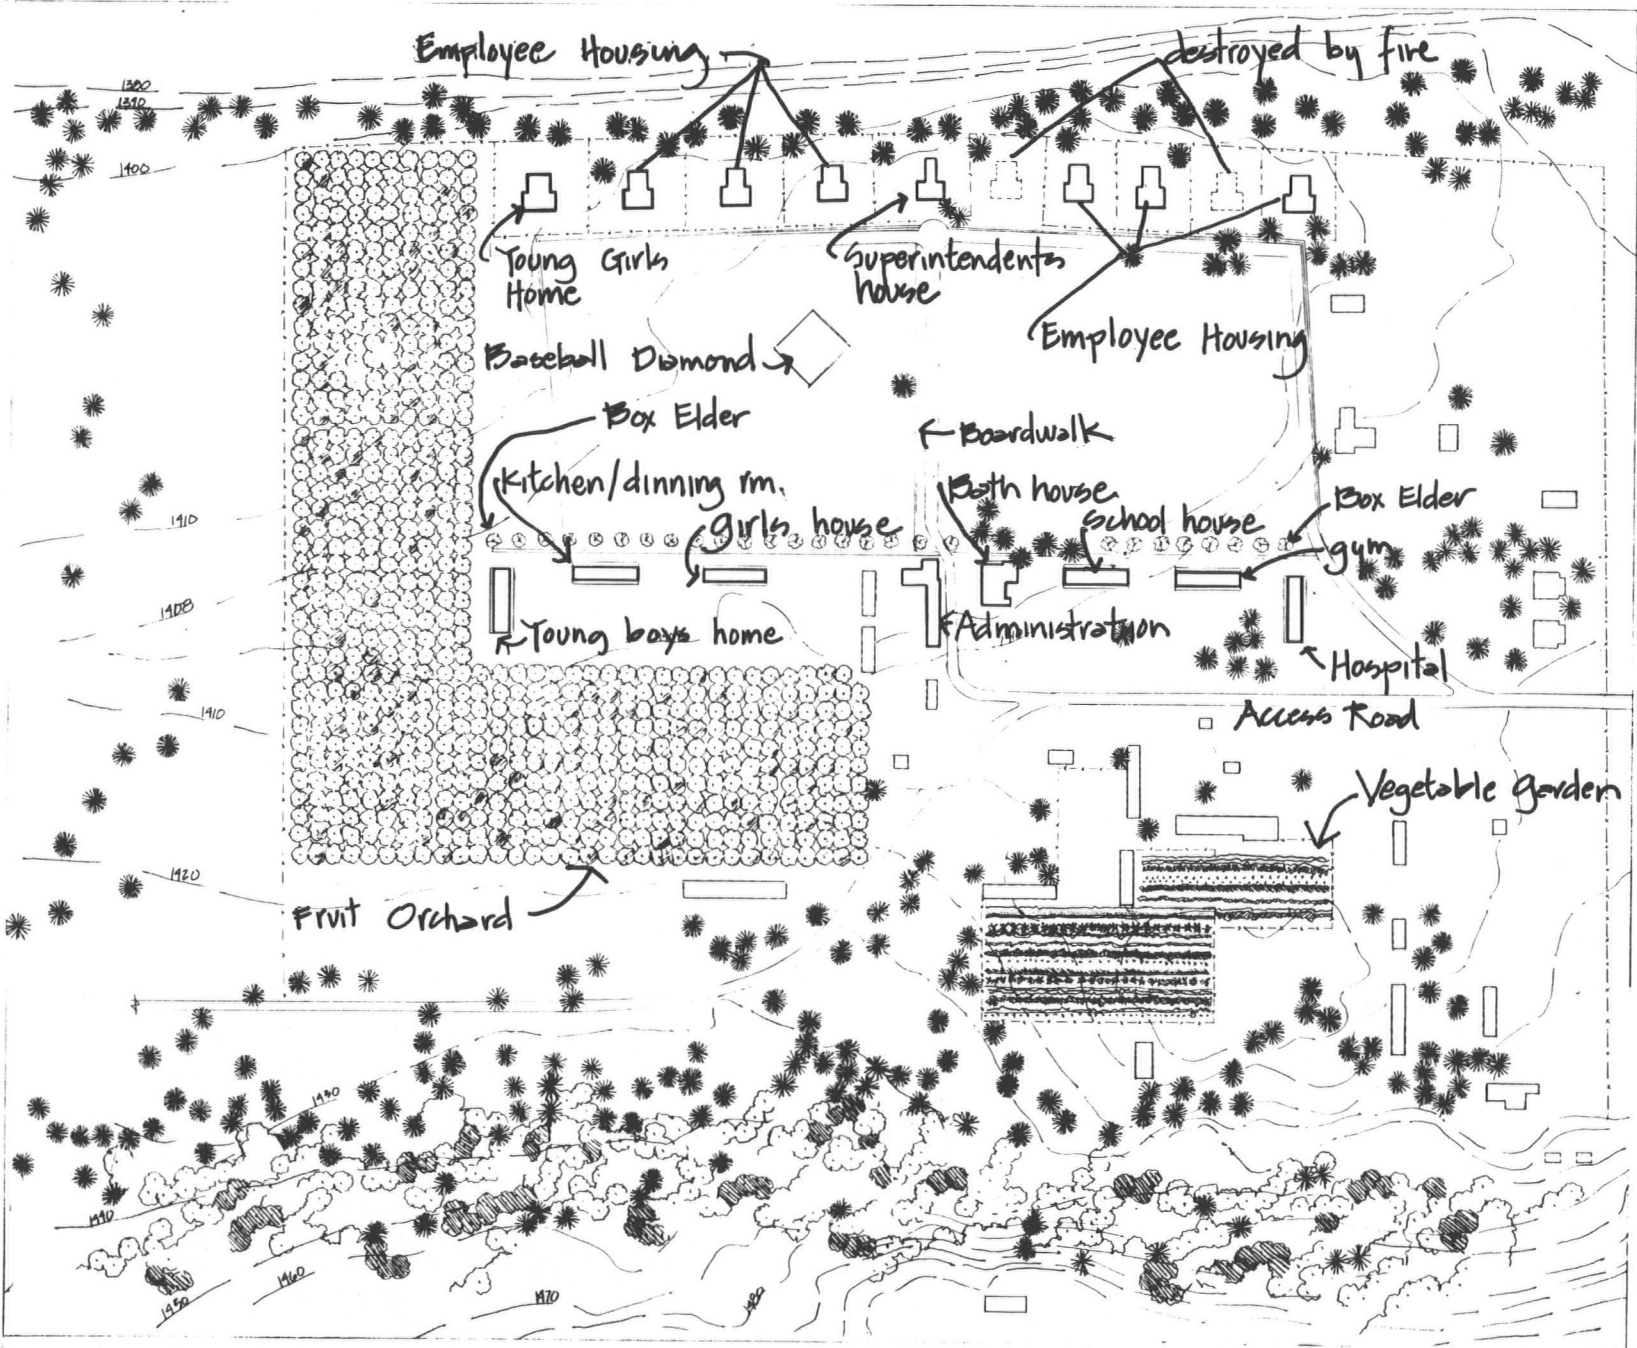 Employee Housing
destroyed by fire
1380
1390
1400
Young Girls
Home
Superintendents
house
Employee Housing
Baseball Diamond
Box Elder
Boardwalk
Kitchen/dinning rm.
Bath house
Box Elder
girls house
school house
gym
1410
1408
Young boys home
Administration
Hospital
1410
Access Road
Vegetable garden
1420
Fruit Orchard
1430
1440
1450
1460
1470
1480